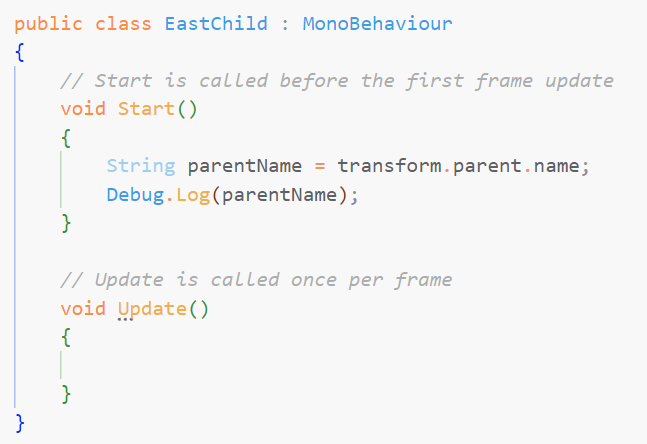 public class EastChild : MonoBehaviour
{
    // Start is called before the first frame update
    void Start()
    {
        String parentName = transform.parent.name;
        Debug.Log(parentName);
    }

    // Update is called once per frame
    void Update()
    {

    }
}